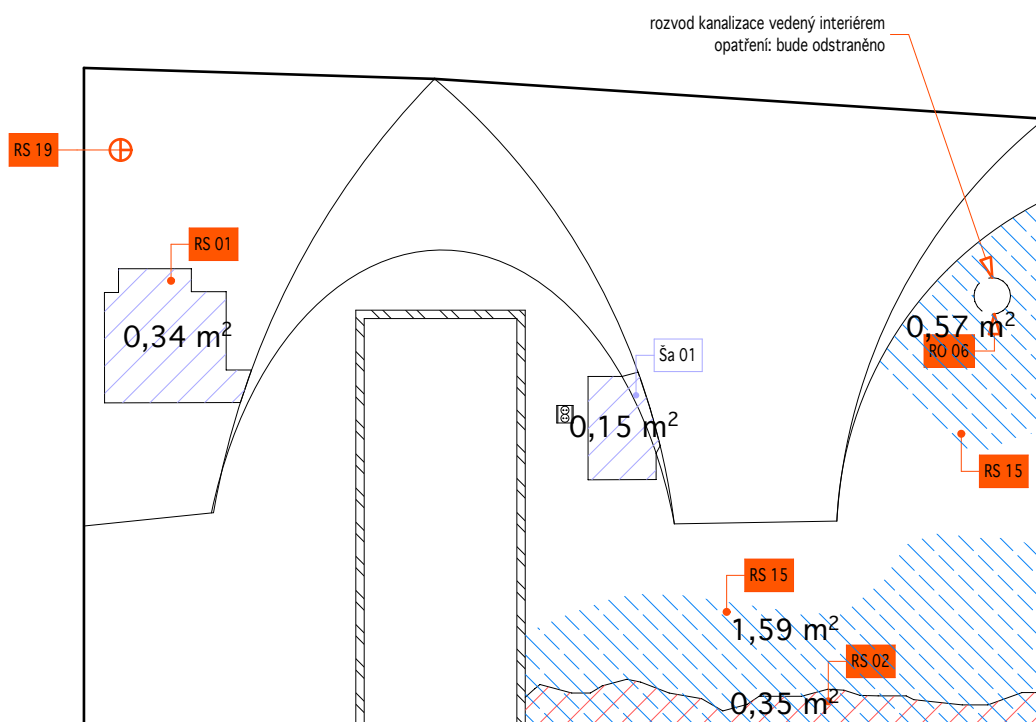 rozvod kanalizace vedený interiérem
opatření: bude odstraněno
RS 19
RS 01
0,34 m²
0,57 m²
RO 06
Ša 01
0,15 m²
RS 15
RS 15
1,59 m²
RS 02
0,35 m²